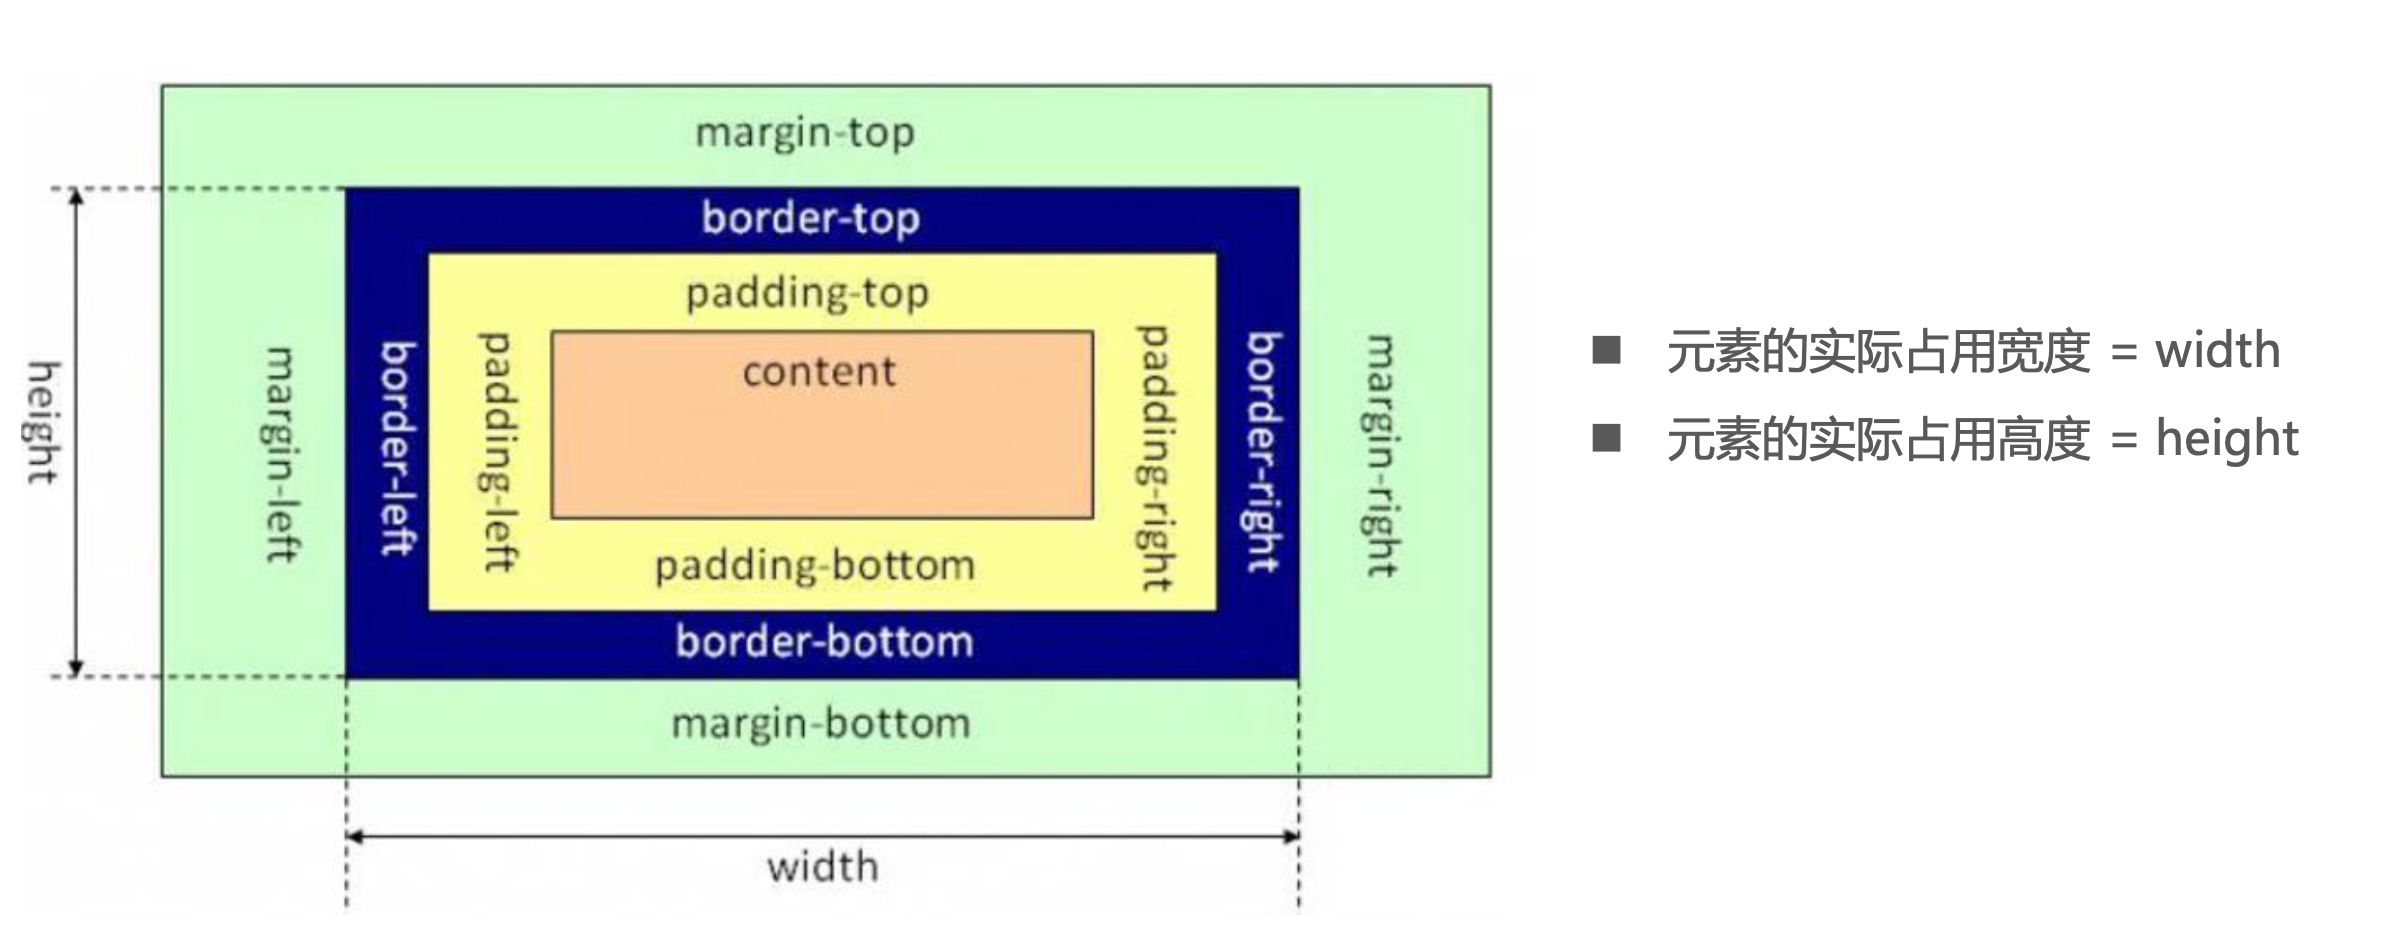 margin-top
border-top
padding-top
height
margin-left
border-left
padding-left
content
padding-right
border-right
margin-right
padding-bottom
border-bottom
margin-bottom
width
■ 元素的实际占用宽度 = width
■ 元素的实际占用高度 = height